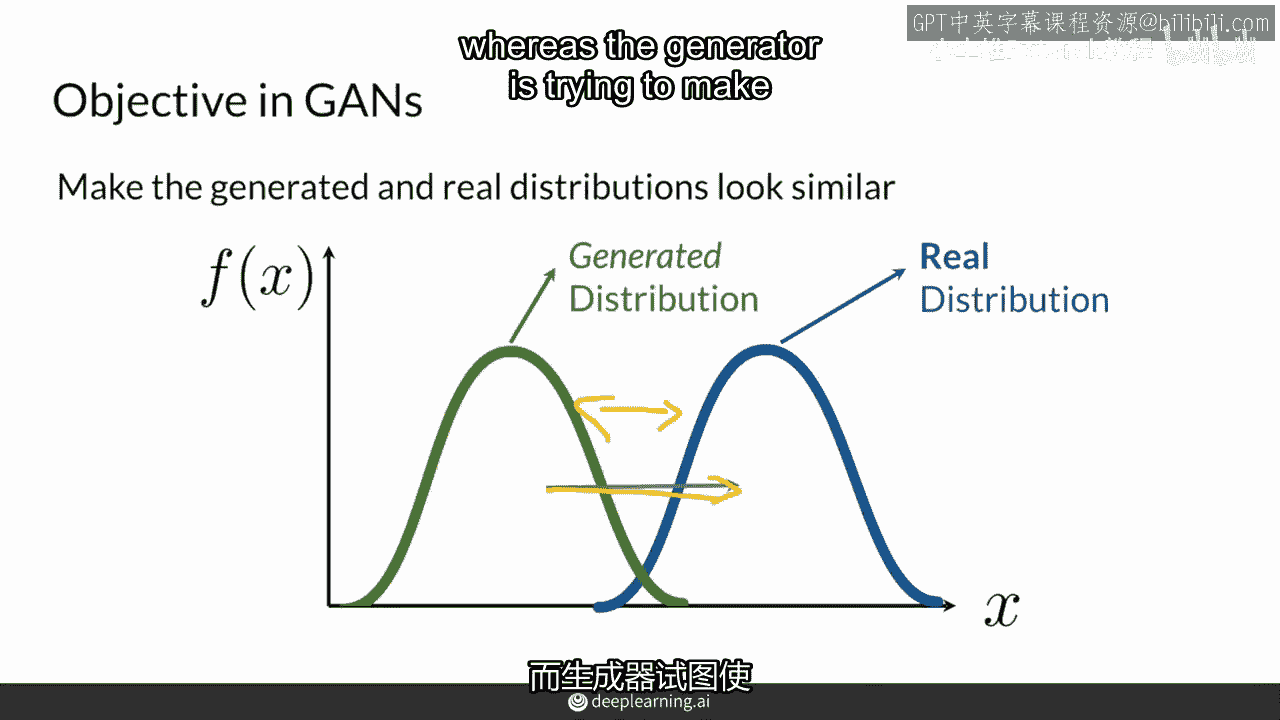 GPT中英字幕课程资源@bilibili.com
whereas the generator
is trying to make
Objective in GANs
Make the generated and real distributions look similar
f(x)
Generated
Distribution
Real
Distribution
x
而生成器试图使
deeplearning.ai